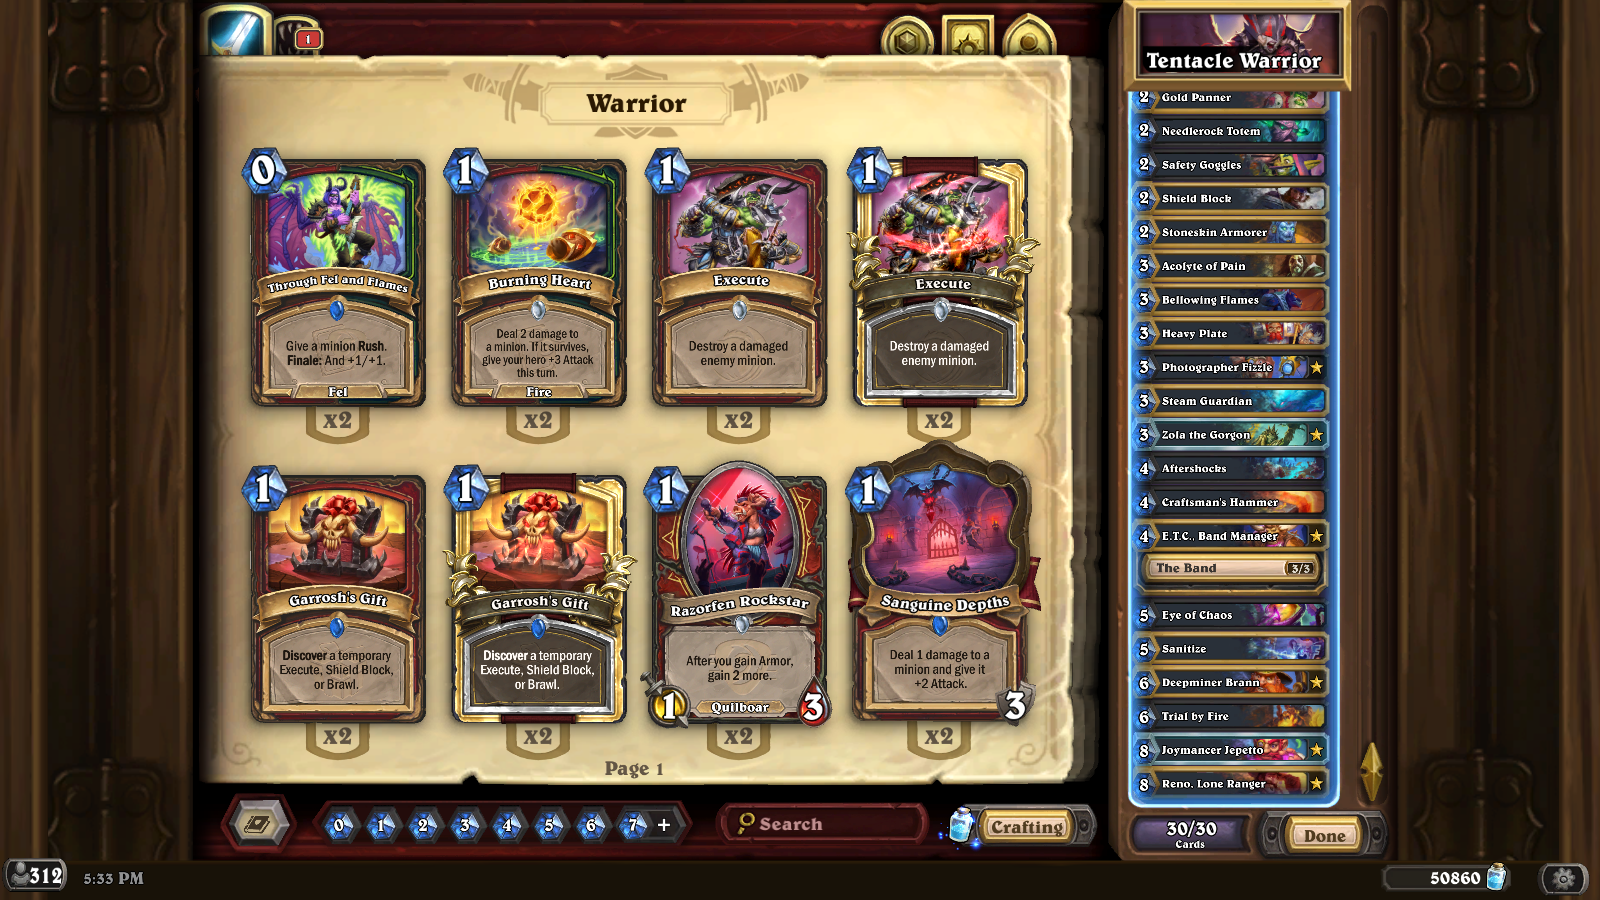 1
Warrior
0
Through Fel and Flames
Give a minion Rush.
Finale: And +1/+1.
Fel
x2
1
Burning Heart
Deal 2 damage to
a minion. If it survives,
give your hero +3 Attack
this turn.
Fire
x2
1
Execute
Destroy a damaged
enemy minion.
x2
1
Execute
Destroy a damaged
enemy minion.
x2
1
Garrosh's Gift
Discover a temporary
Execute, Shield Block,
or Brawl.
x2
1
Garrosh's Gift
Discover a temporary
Execute, Shield Block,
or Brawl.
x2
1
Razorfen Rockstar
After you gain Armor,
gain 2 more.
1 Quilboar 3
x2
1
Sanguine Depths
Deal 1 damage to a
minion and give it
+2 Attack.
3
x2
Page 1
0 1 2 3 4 5 6 7 +
Search
Crafting
Tentacle Warrior
2 Gold Panner
2 Needlerock Totem
2 Safety Goggles
2 Shield Block
2 Stoneskin Armorer
3 Acolyte of Pain
3 Bellowing Flames
3 Heavy Plate
3 Photographer Fizzle
3 Steam Guardian
3 Zola the Gorgon
4 Aftershocks
4 Craftsman's Hammer
4 E.T.C., Band Manager
The Band 3/3
5 Eye of Chaos
5 Sanitize
6 Deepminer Brann
6 Trial by Fire
8 Joymancer Jepetto
8 Reno, Lone Ranger
30/30
Cards
Done
312
5:33 PM
50860